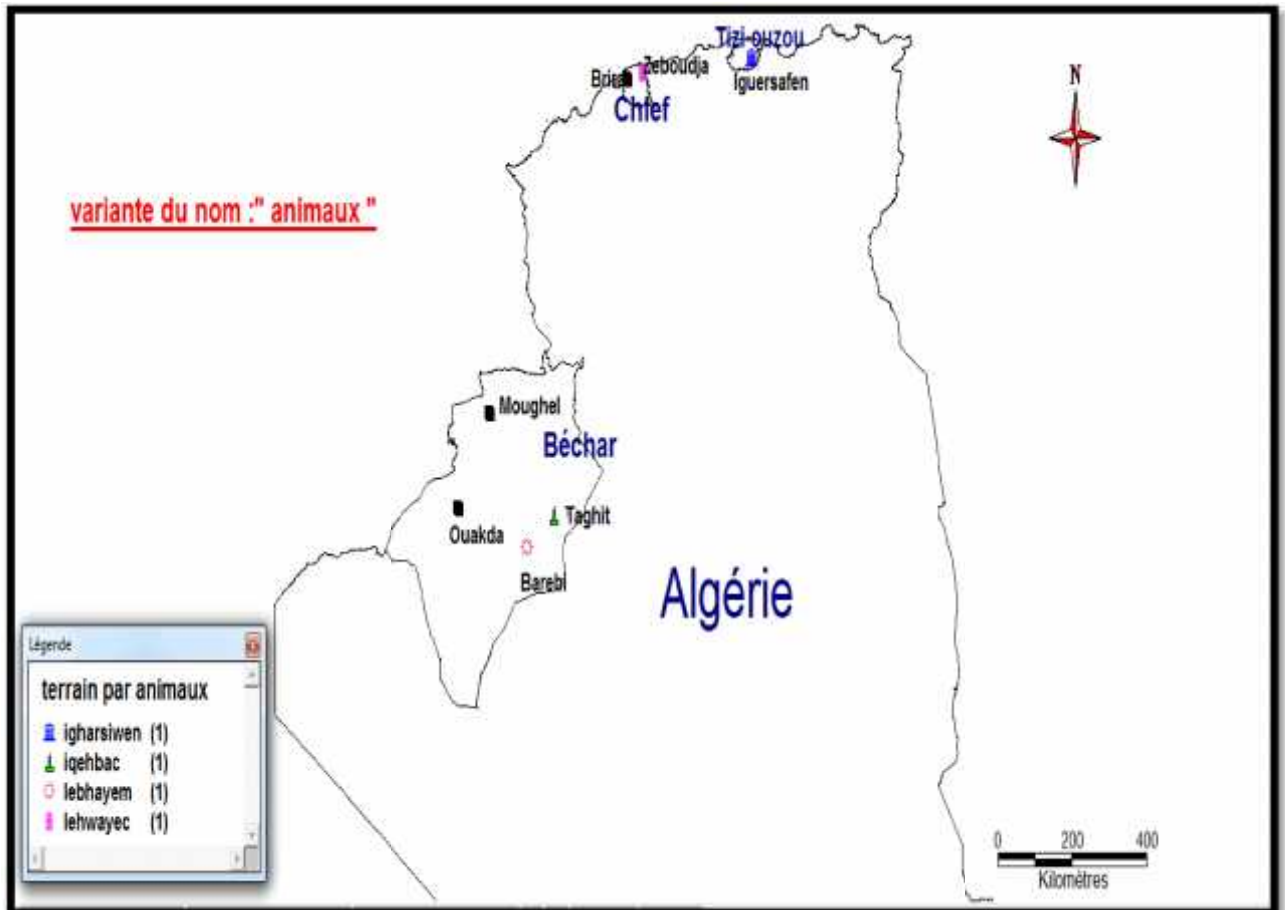 Tizi-ouzou
Zeboudja
Iguersafen
Chlef
N
variante du nom :" animaux "
Moughel
Béchar
Taghit
Ouakda
Barebi
Algérie
Légende
terrain par animaux
igharsiwen (1)
iqehbac (1)
lebhayem (1)
lehwayec (1)
0 200 400
Kilomètres